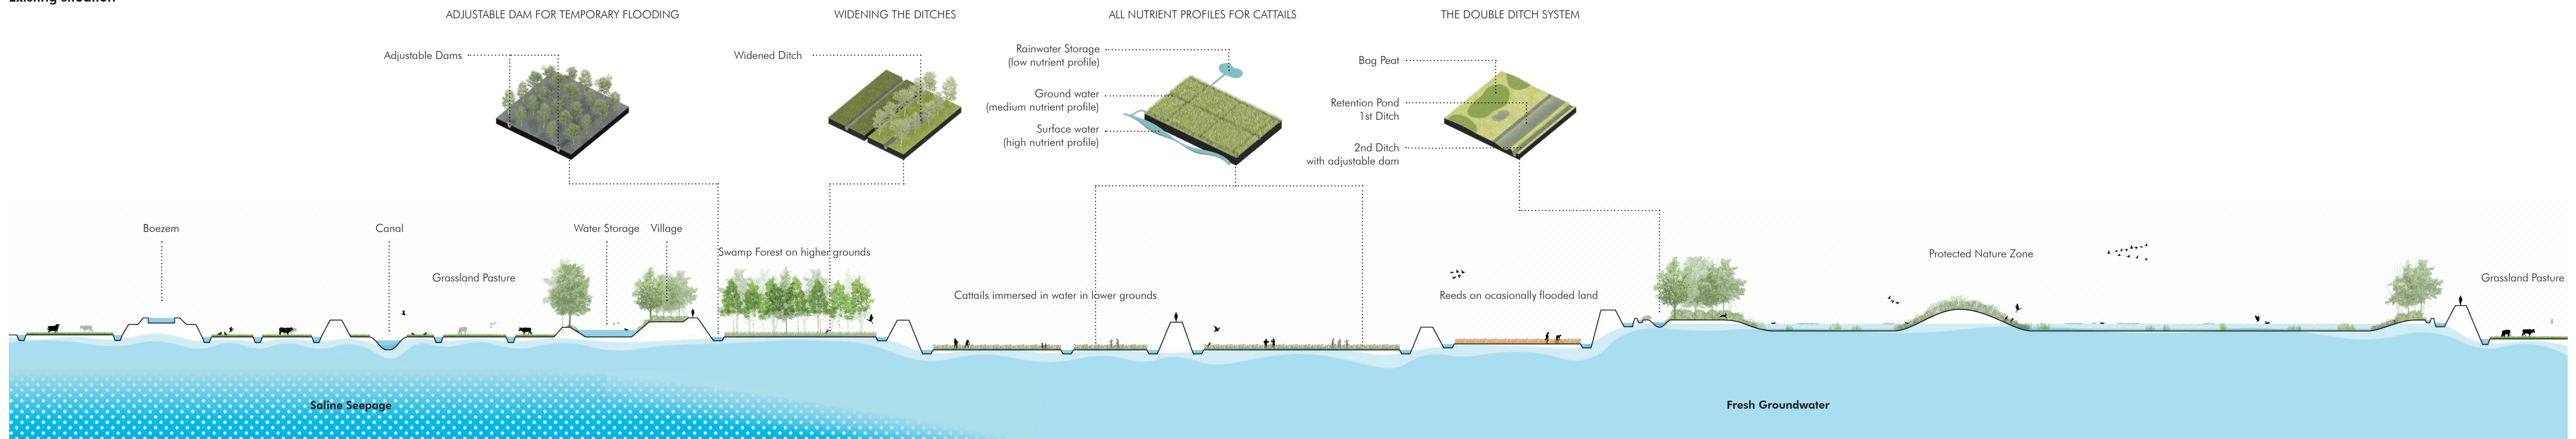 Existing situation
ADJUSTABLE DAM FOR TEMPORARY FLOODING
WIDENING THE DITCHES
ALL NUTRIENT PROFILES FOR CATTAILS
THE DOUBLE DITCH SYSTEM
Adjustable Dams
Widened Ditch
Rainwater Storage
(low nutrient profile)
Ground water
(medium nutrient profile)
Surface water
(high nutrient profile)
Bog Peat
Retention Pond
1st Ditch
2nd Ditch
with adjustable dam
Boezem
Canal
Grassland Pasture
Water Storage
Village
Swamp Forest on higher grounds
Cattails immersed in water in lower grounds
Reeds on ocasionally flooded land
Protected Nature Zone
Grassland Pasture
Saline Seepage
Fresh Groundwater